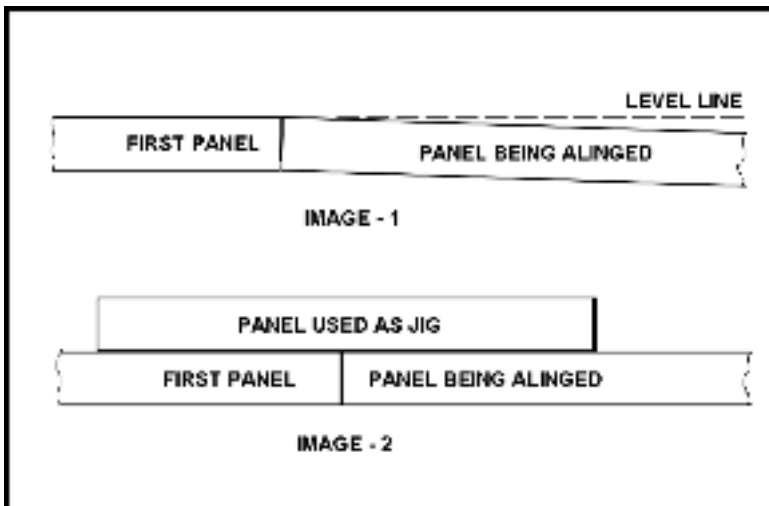 LEVEL LINE
FIRST PANEL
PANEL BEING ALINGED
IMAGE - 1
PANEL USED AS JIG
FIRST PANEL
PANEL BEING ALINGED
IMAGE - 2